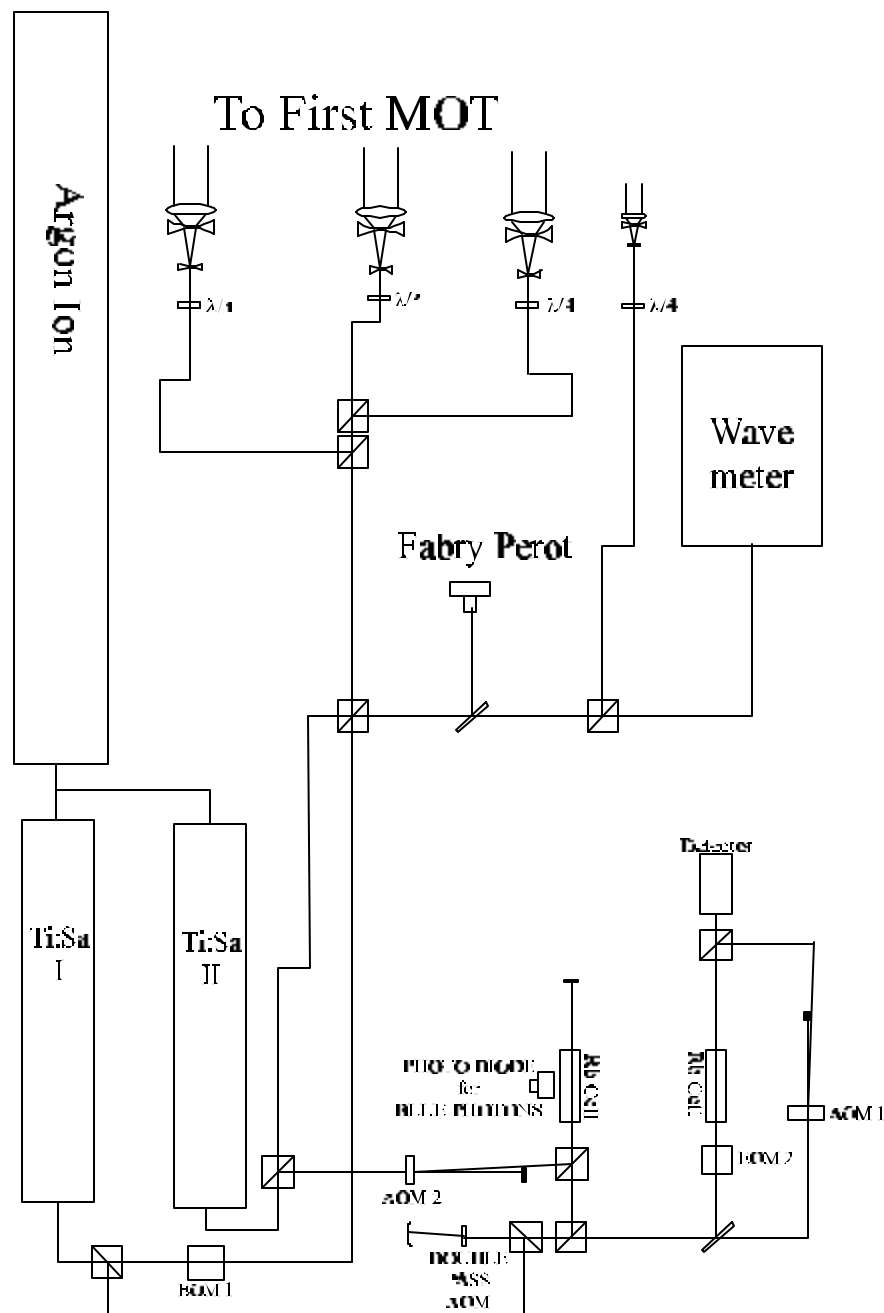 To First MOT
Argon Ion
λ/4
λ/4
λ/4
Wave
meter
Fabry Perot
Detector
Ti:Sa
I
Ti:Sa
II
PHOTO DIODE
for
BLUE PHOTONS
Rb Cell
Rb Cell
AOM 1
EOM 2
AOM 2
DOUBLE
PASS
AOM
EOM 1